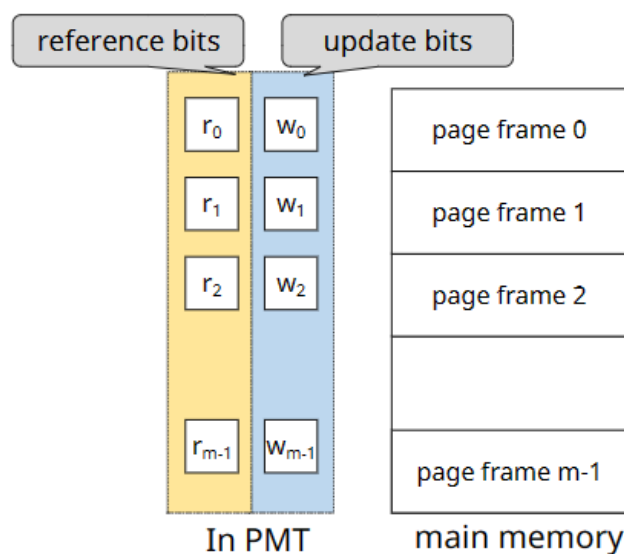 reference bits update bits
r₀ w₀ page frame 0
r₁ w₁ page frame 1
r₂ w₂ page frame 2
rₘ₋₁ wₘ₋₁ page frame m-1
In PMT main memory